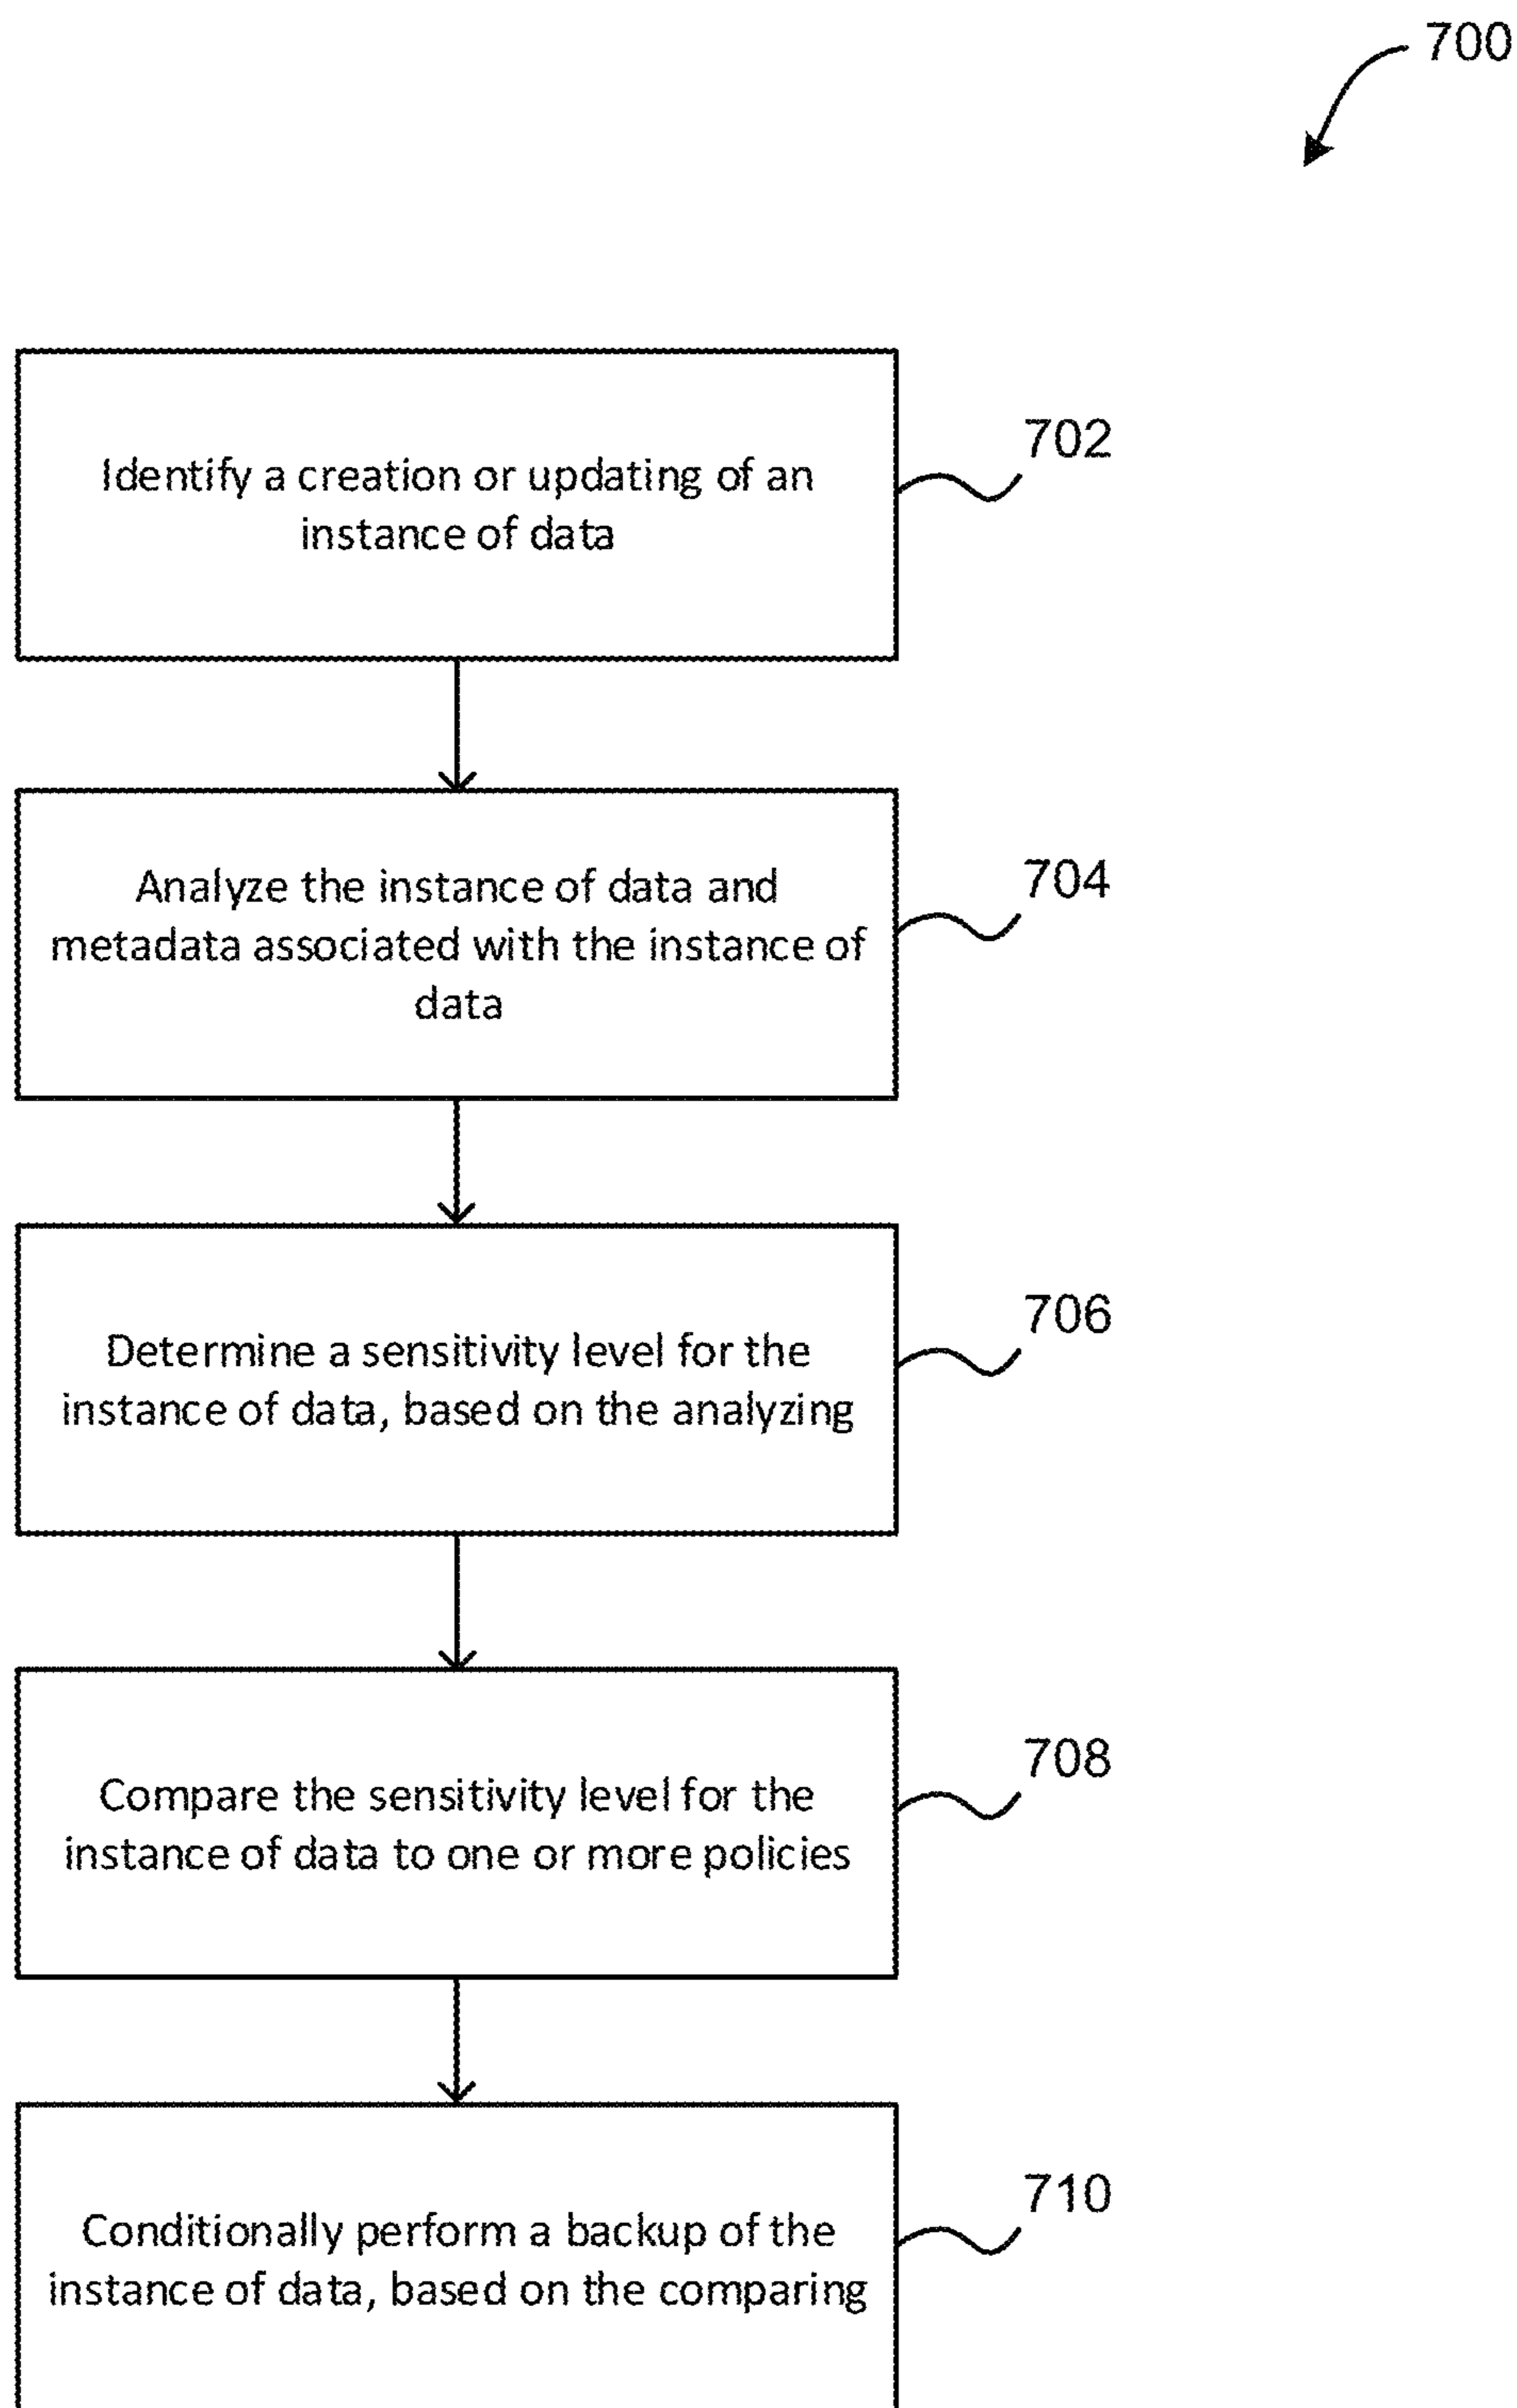 700
Identify a creation or updating of an
instance of data
702
Analyze the instance of data and
metadata associated with the instance of
data
704
Determine a sensitivity level for the
instance of data, based on the analyzing
706
Compare the sensitivity level for the
instance of data to one or more policies
708
Conditionally perform a backup of the
instance of data, based on the comparing
710